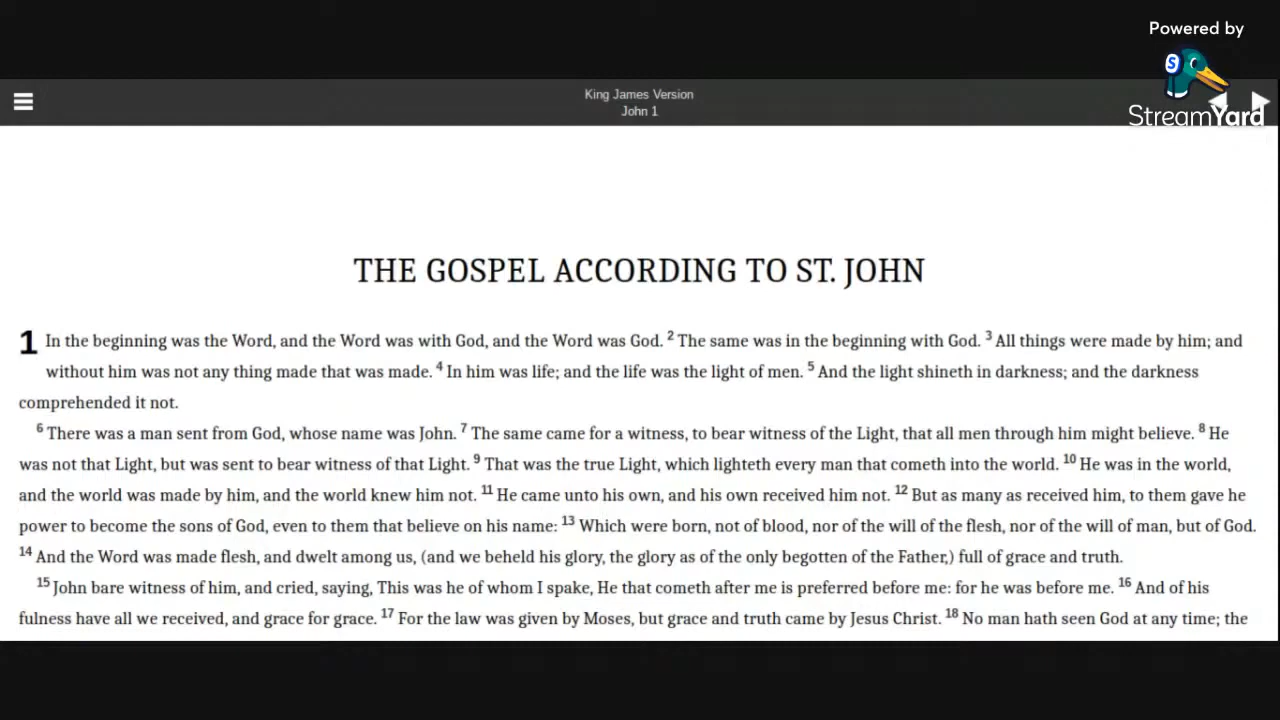 Powered by
King James Version
John 1
StreamYard
THE GOSPEL ACCORDING TO ST. JOHN
1 In the beginning was the Word, and the Word was with God, and the Word was God. 2 The same was in the beginning with God. 3 All things were made by him; and
without him was not any thing made that was made. 4 In him was life; and the life was the light of men. 5 And the light shineth in darkness; and the darkness
comprehended it not.
6 There was a man sent from God, whose name was John. 7 The same came for a witness, to bear witness of the Light, that all men through him might believe. 8 He
was not that Light, but was sent to bear witness of that Light. 9 That was the true Light, which lighteth every man that cometh into the world. 10 He was in the world,
and the world was made by him, and the world knew him not. 11 He came unto his own, and his own received him not. 12 But as many as received him, to them gave he
power to become the sons of God, even to them that believe on his name: 13 Which were born, not of blood, nor of the will of the flesh, nor of the will of man, but of God.
14 And the Word was made flesh, and dwelt among us, (and we beheld his glory, the glory as of the only begotten of the Father,) full of grace and truth.
15 John bare witness of him, and cried, saying, This was he of whom I spake, He that cometh after me is preferred before me: for he was before me. 16 And of his
fulness have all we received, and grace for grace. 17 For the law was given by Moses, but grace and truth came by Jesus Christ. 18 No man hath seen God at any time; the